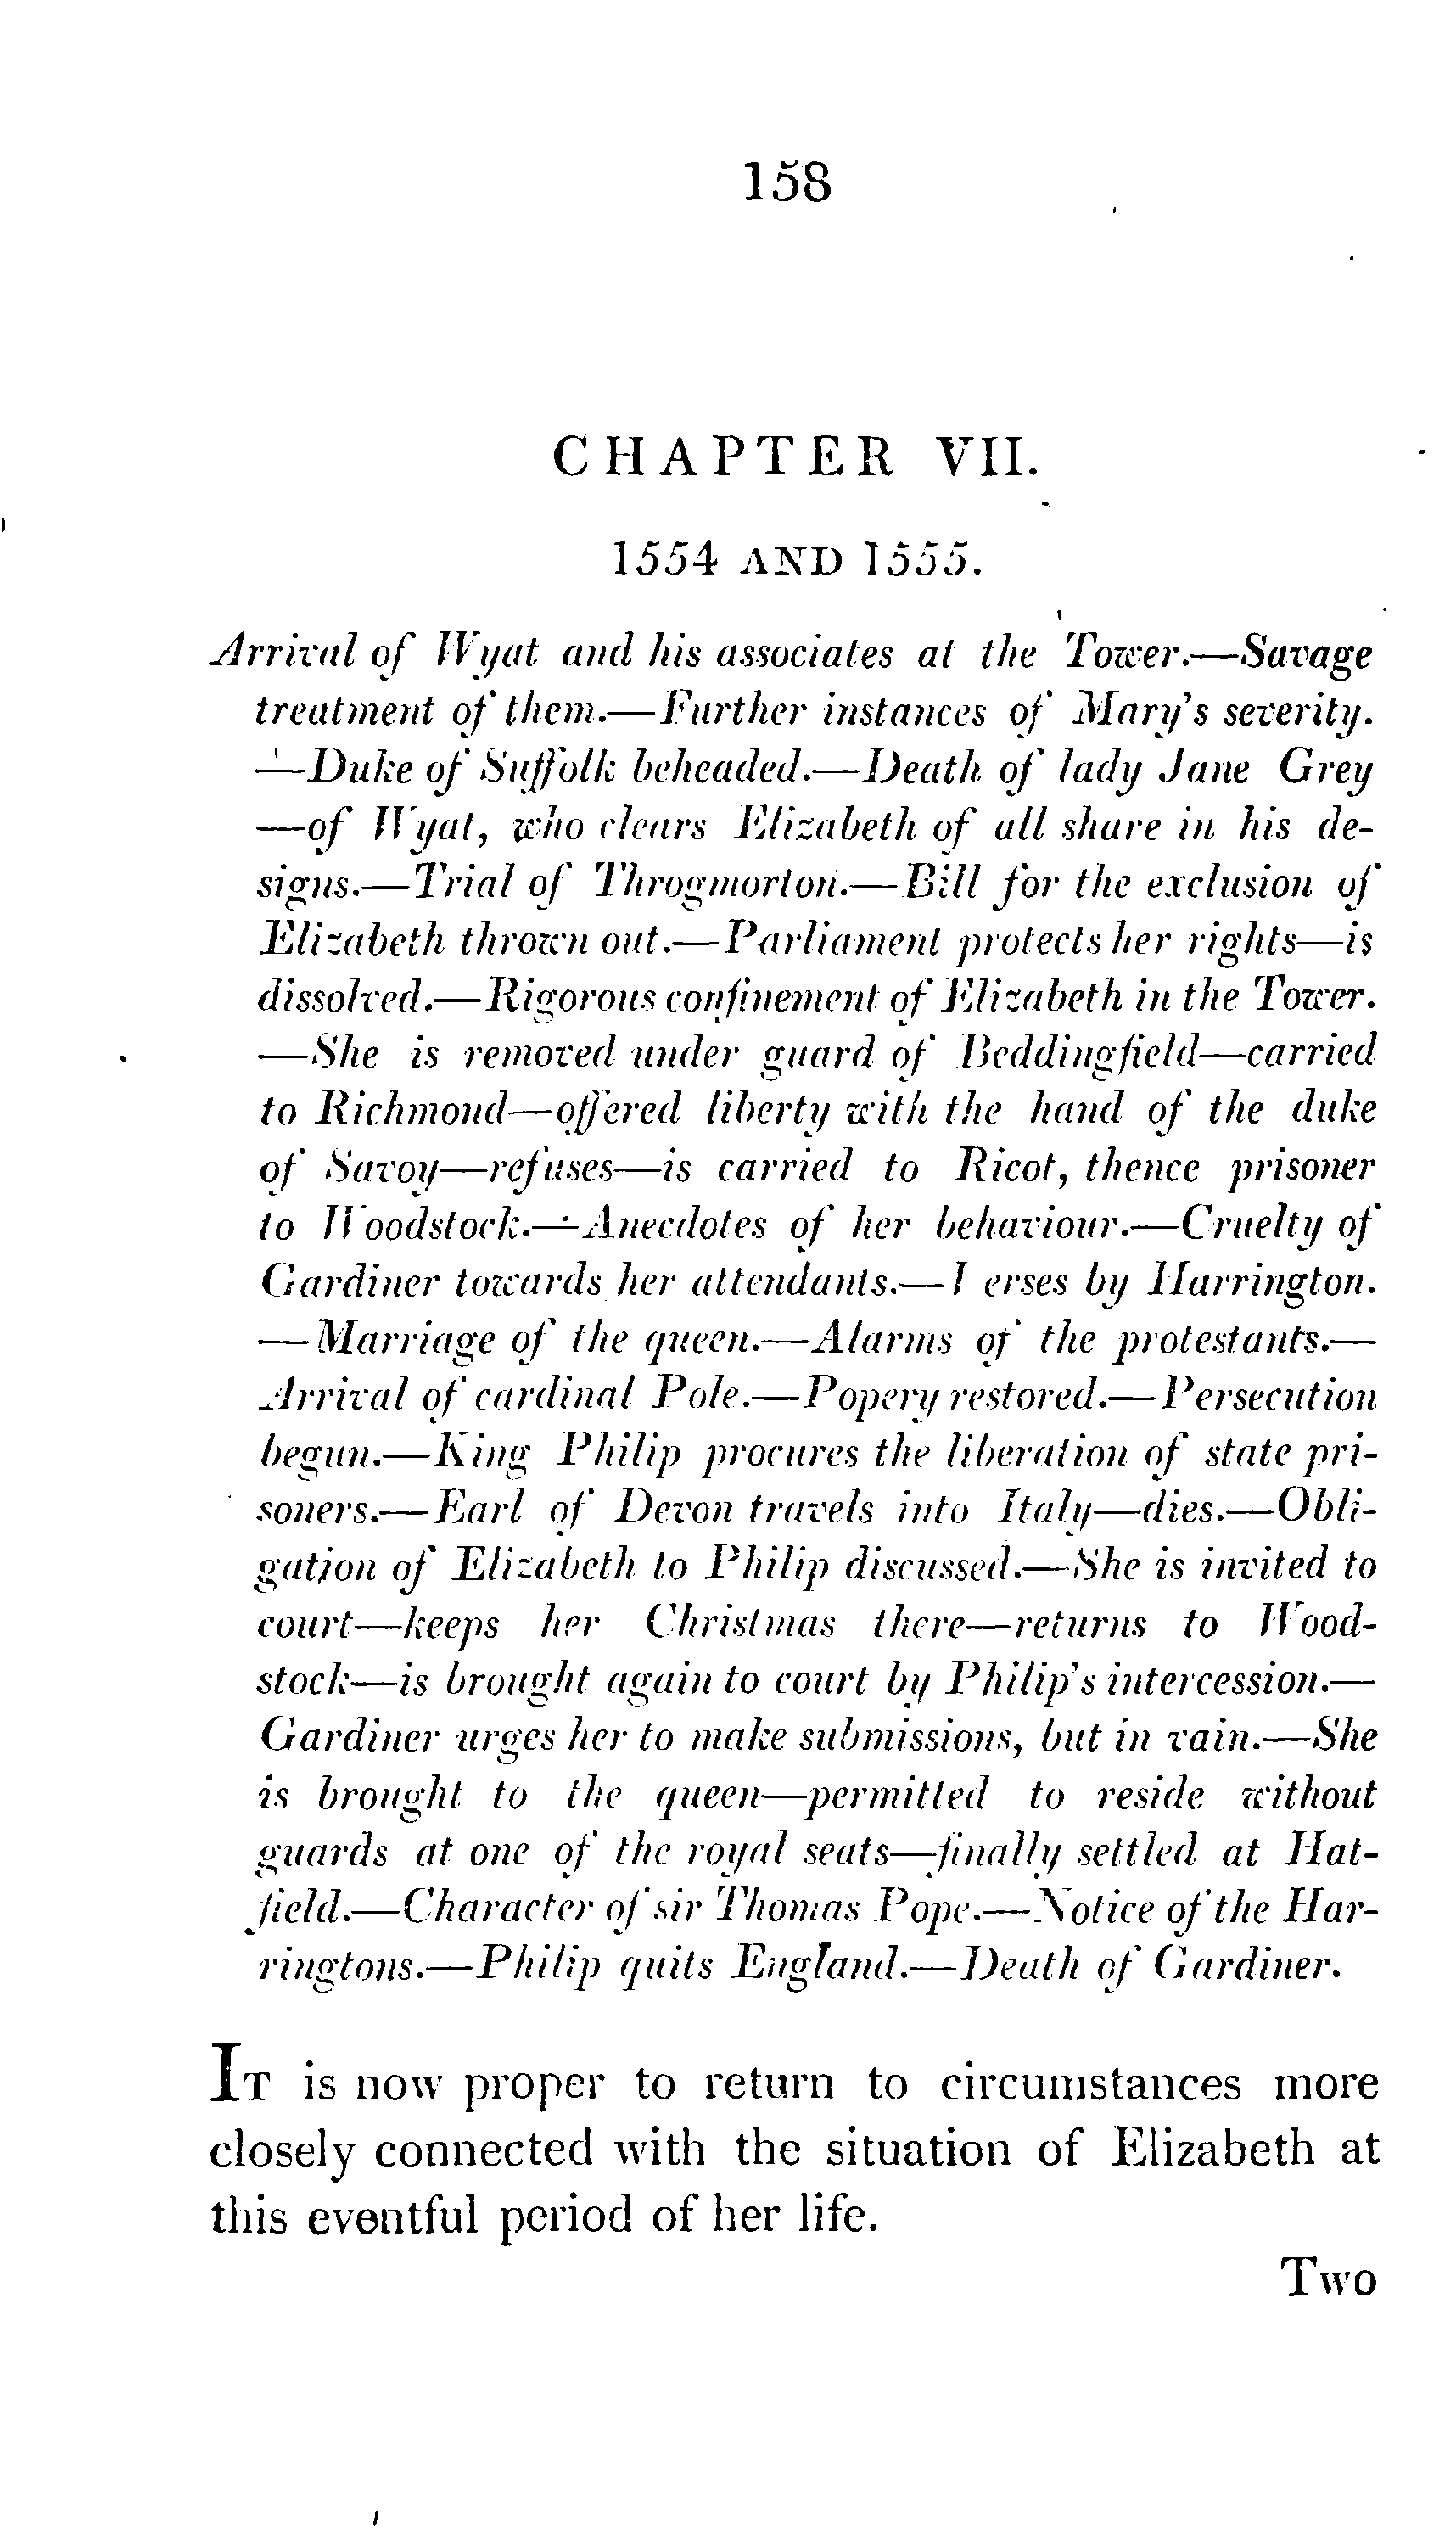 158
CHAPTER VII.
1554 AND 1555.
Arrival of Wyat and his associates at the Tower.—Savage
treatment of them.—Further instances of Mary's severity.
—Duke of Suffolk beheaded.—Death of lady Jane Grey
—of Wyat, who clears Elizabeth of all share in his de-
signs.—Trial of Throgmorton.—Bill for the exclusion of
Elizabeth thrown out.—Parliament protects her rights—is
dissolved.—Rigorous confinement of Elizabeth in the Tower.
—She is removed under guard of Beddingfield—carried
to Richmond—offered liberty with the hand of the duke
of Savoy—refuses—is carried to Ricot, thence prisoner
to Woodstock.—Anecdotes of her behaviour.—Cruelty of
Gardiner towards her attendants.—Verses by Harrington.
—Marriage of the queen.—Alarms of the protestants.—
Arrival of cardinal Pole.—Popery restored.—Persecution
begun.—King Philip procures the liberation of state pri-
soners.—Earl of Devon travels into Italy—dies.—Obli-
gation of Elizabeth to Philip discussed.—She is invited to
court—keeps her Christmas there—returns to Wood-
stock—is brought again to court by Philip's intercession.—
Gardiner urges her to make submissions, but in vain.—She
is brought to the queen—permitted to reside without
guards at one of the royal seats—finally settled at Hat-
field.—Character of sir Thomas Pope.—Notice of the Har-
ringtons.—Philip quits England.—Death of Gardiner.
IT is now proper to return to circumstances more
closely connected with the situation of Elizabeth at
this eventful period of her life.
Two